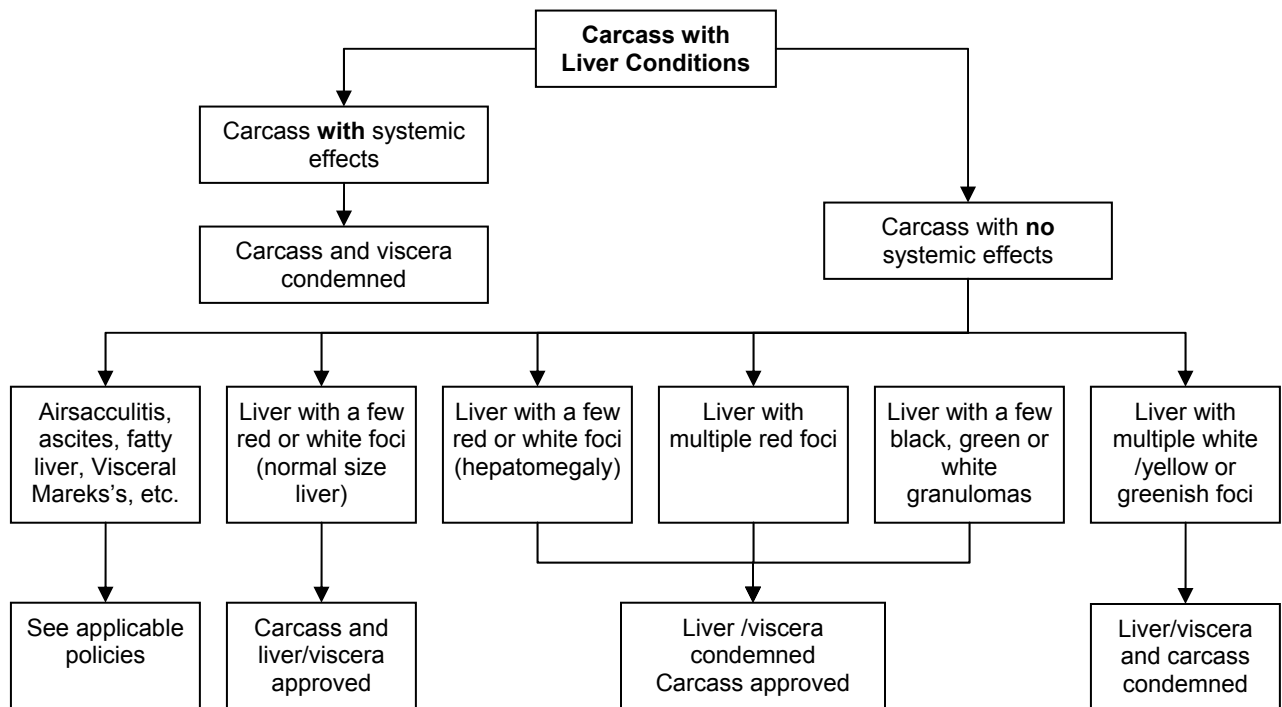 Carcass with
Liver Conditions
Carcass with systemic
effects
Carcass and viscera
condemned
Carcass with no
systemic effects
Airsacculitis,
ascites, fatty
liver, Visceral
Mareks's, etc.
Liver with a few
red or white foci
(normal size
liver)
Liver with a few
red or white foci
(hepatomegaly)
Liver with
multiple red foci
Liver with a few
black, green or
white
granulomas
Liver with
multiple white
/yellow or
greenish foci
See applicable
policies
Carcass and
liver/viscera
approved
Liver /viscera
condemned
Carcass approved
Liver/viscera
and carcass
condemned